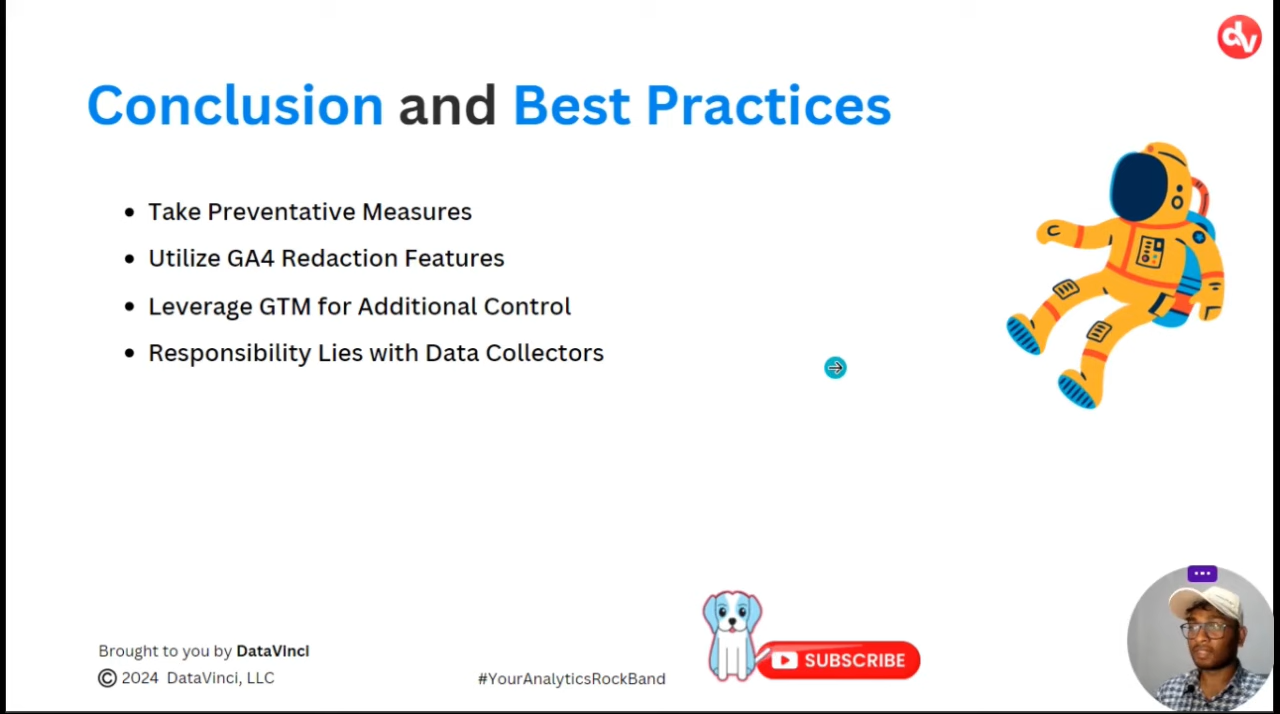 dv
Conclusion and Best Practices
• Take Preventative Measures
• Utilize GA4 Redaction Features
• Leverage GTM for Additional Control
• Responsibility Lies with Data Collectors
Brought to you by DataVinci
© 2024 DataVinci, LLC
#YourAnalyticsRockBand
SUBSCRIBE